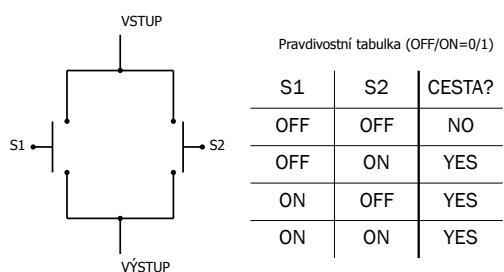 VSTUP
S1
S2
VÝSTUP
Pravdivostní tabulka (OFF/ON=0/1)
S1 S2 CESTA?
OFF OFF NO
OFF ON YES
ON OFF YES
ON ON YES